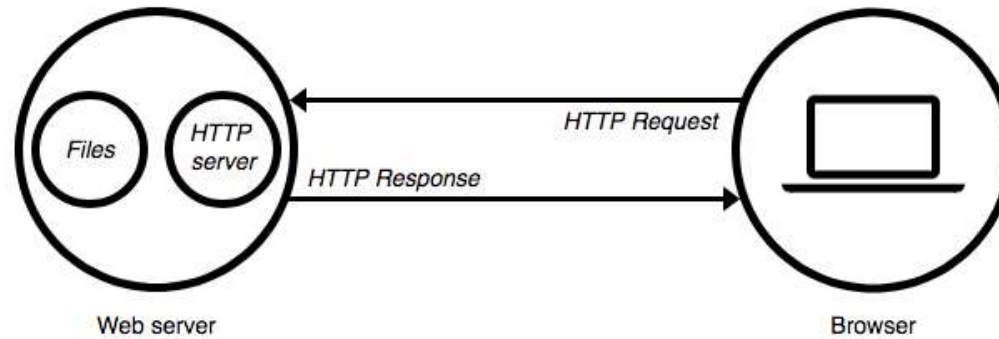 Files
HTTP
server
HTTP Request
HTTP Response
Web server
Browser